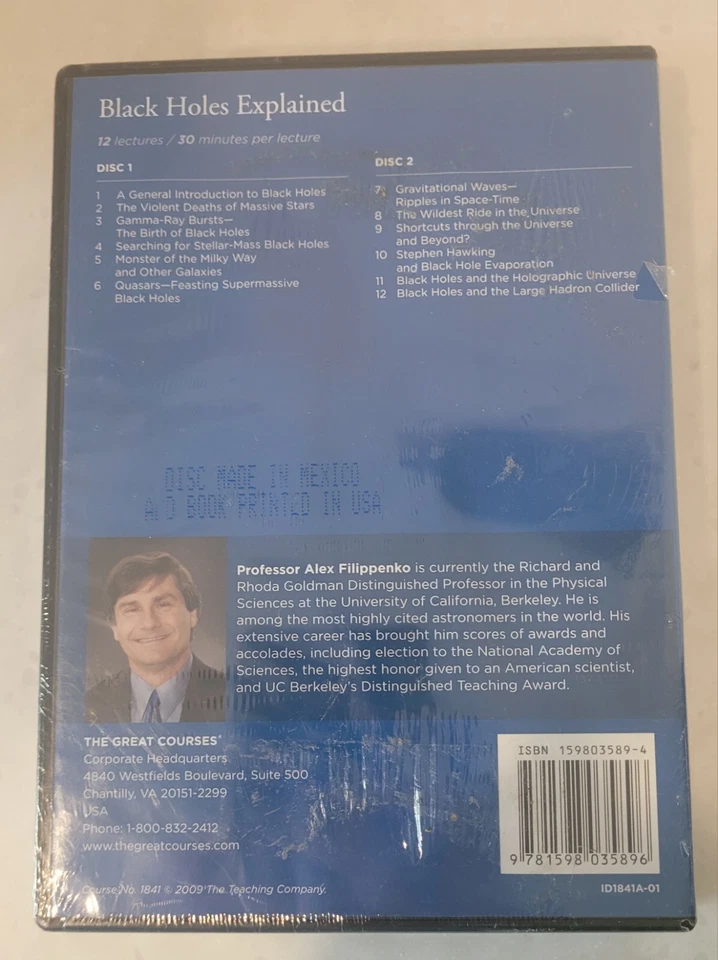 Black Holes Explained
12 lectures / 30 minutes per lecture
DISC 1
1 A General Introduction to Black Holes
2 The Violent Deaths of Massive Stars
3 Gamma-Ray Bursts—
The Birth of Black Holes
4 Searching for Stellar-Mass Black Holes
5 Monster of the Milky Way
and Other Galaxies
6 Quasars—Feasting Supermassive
Black Holes
DISC 2
7 Gravitational Waves—
Ripples in Space-Time
8 The Wildest Ride in the Universe
9 Shortcuts through the Universe
and Beyond?
10 Stephen Hawking
and Black Hole Evaporation
11 Black Holes and the Holographic Universe
12 Black Holes and the Large Hadron Collider
DISC MADE IN MEXICO
A D BOOK PRINTED IN USA
Professor Alex Filippenko is currently the Richard and
Rhoda Goldman Distinguished Professor in the Physical
Sciences at the University of California, Berkeley. He is
among the most highly cited astronomers in the world. His
extensive career has brought him scores of awards and
accolades, including election to the National Academy of
Sciences, the highest honor given to an American scientist,
and UC Berkeley's Distinguished Teaching Award.
THE GREAT COURSES®
Corporate Headquarters
4840 Westfields Boulevard, Suite 500
Chantilly, VA 20151-2299
USA
Phone: 1-800-832-2412
www.thegreatcourses.com
Course No. 1841 © 2009 The Teaching Company.
ISBN 159803589-4
9 781598 035896
ID1841A-01